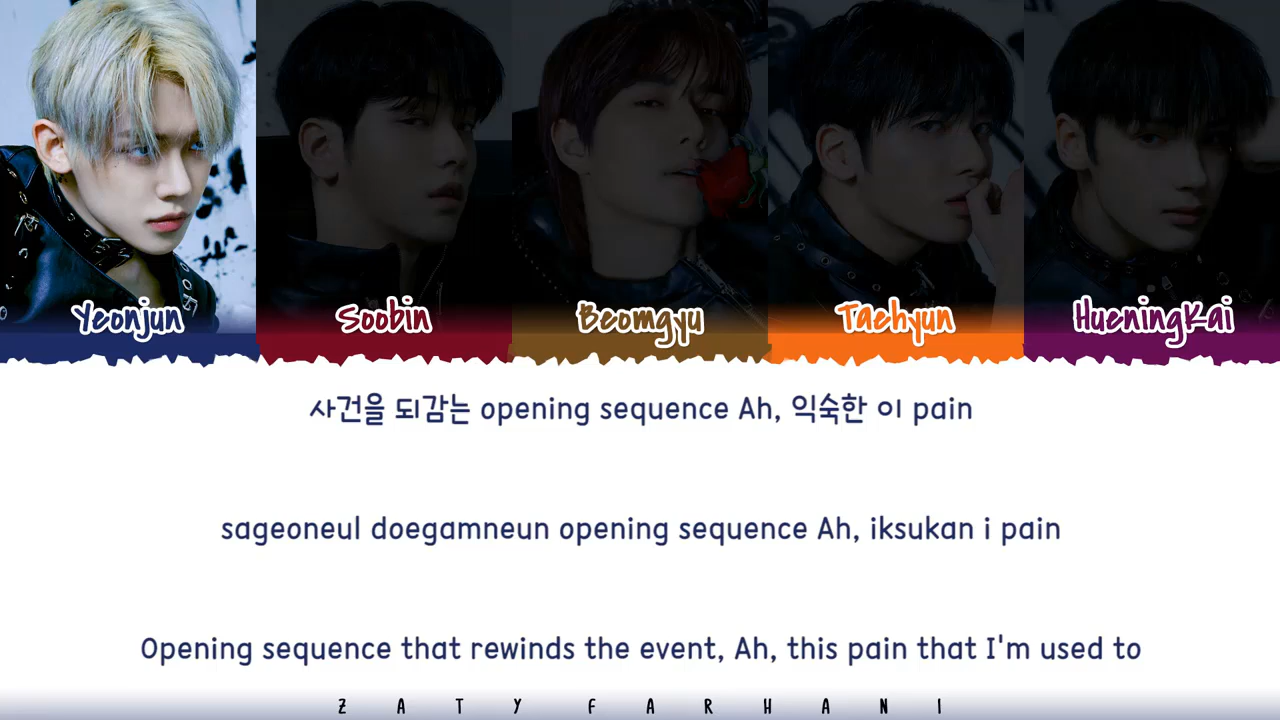 Yeonjun Soobin Beomgyu Taehyun HueningKai
사건을 되감는 opening sequence Ah, 익숙한 이 pain
sageoneul doegamneun opening sequence Ah, iksukan i pain
Opening sequence that rewinds the event, Ah, this pain that I'm used to
ZATY FARHANI